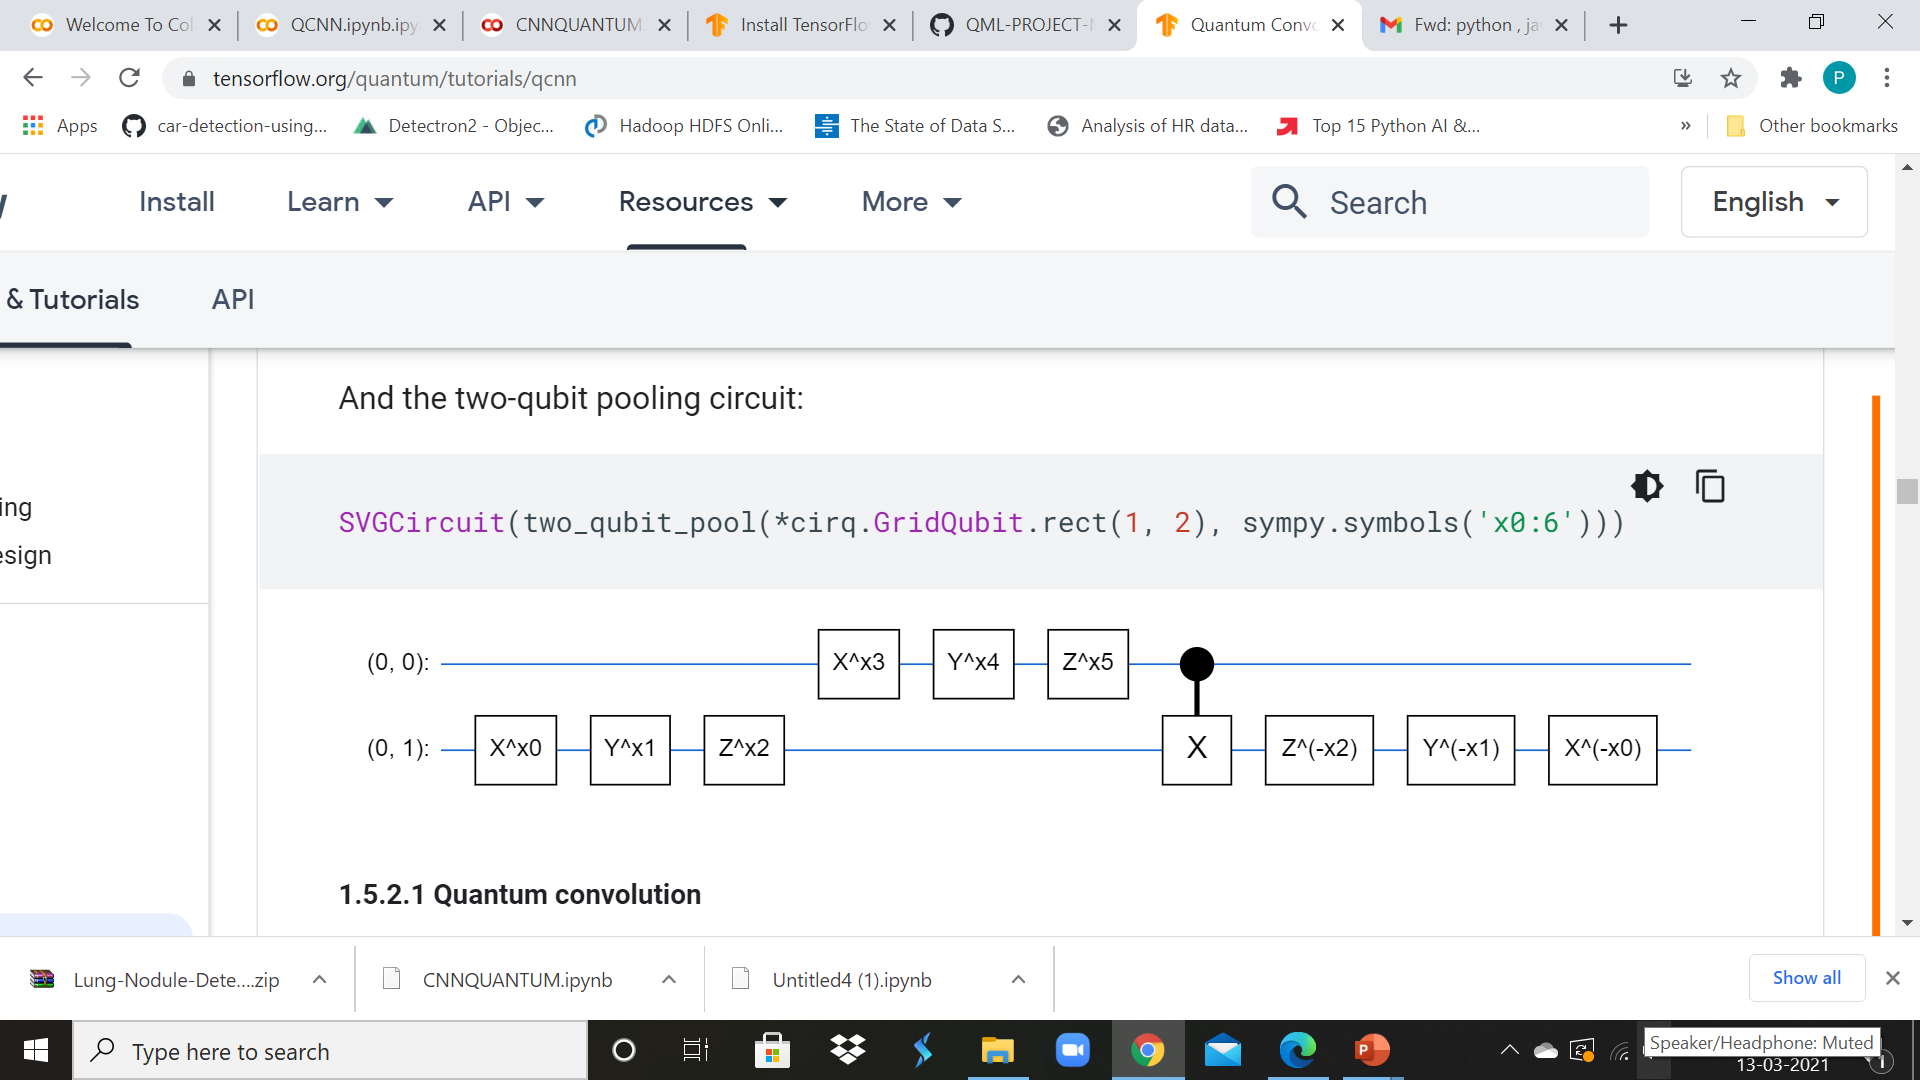 Welcome To Col
QCNN.ipynb.ipy
CNNQUANTUM.
Install TensorFlo
QML-PROJECT-
Quantum Convo
Fwd: python , ja
tensorflow.org/quantum/tutorials/qcnn
P
Apps
car-detection-using...
Detectron2 - Objec...
Hadoop HDFS Onli...
The State of Data S...
Analysis of HR data...
Top 15 Python AI &...
»
Other bookmarks
Install
Learn
API
Resources
More
Search
English
& Tutorials
API
ing
esign
And the two-qubit pooling circuit:
SVGCircuit(two_qubit_pool(*cirq.GridQubit.rect(1, 2), sympy.symbols('x0:6')))
(0, 0): X^x3 Y^x4 Z^x5
(0, 1): X^x0 Y^x1 Z^x2 X Z^(-x2) Y^(-x1) X^(-x0)
1.5.2.1 Quantum convolution
Lung-Nodule-Dete....zip
CNNQUANTUM.ipynb
Untitled4 (1).ipynb
Show all
Type here to search
Speaker/Headphone: Muted
13-03-2021
1